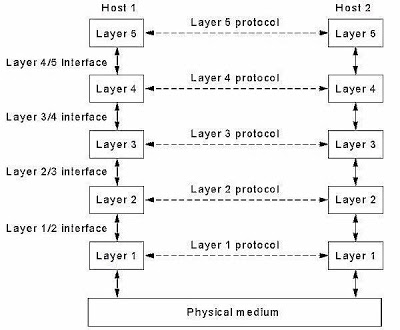 Host 1 Host 2
Layer 5 Layer 5 protocol Layer 5
Layer 4/5 interface
Layer 4 Layer 4 protocol Layer 4
Layer 3/4 interface
Layer 3 Layer 3 protocol Layer 3
Layer 2/3 interface
Layer 2 Layer 2 protocol Layer 2
Layer 1/2 interface
Layer 1 Layer 1 protocol Layer 1
Physical medium